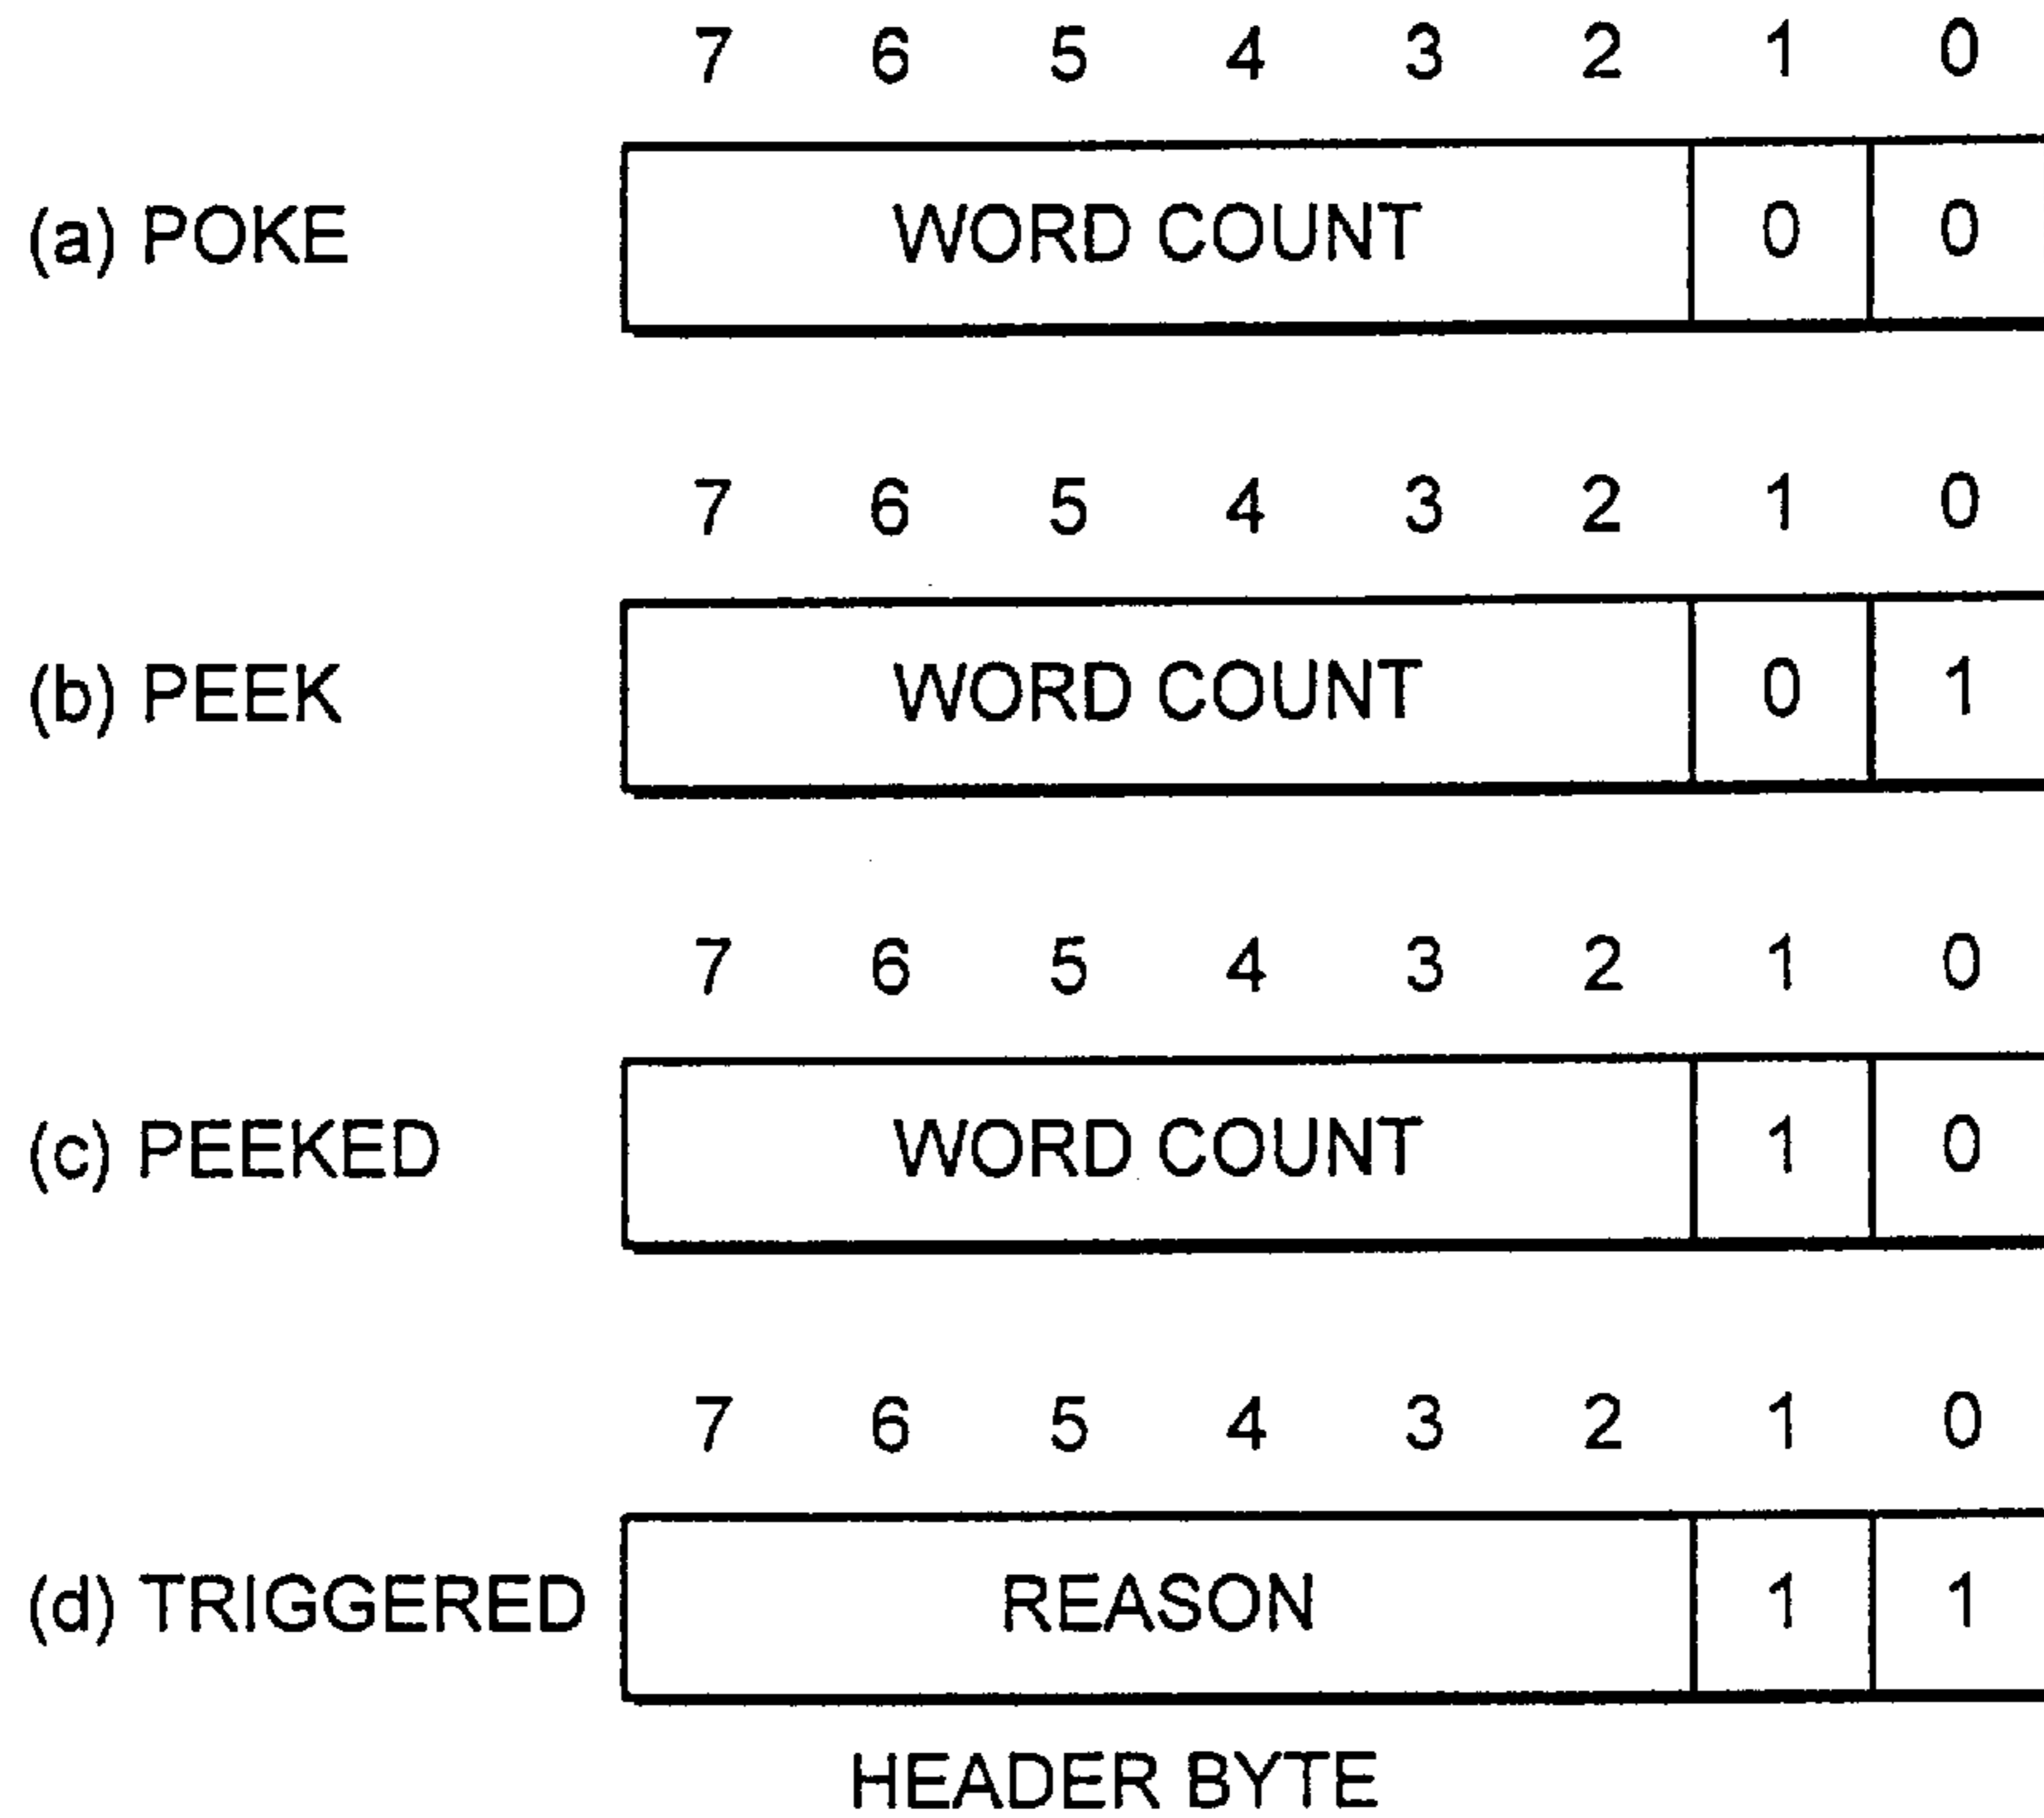 7 6 5 4 3 2 1 0
(a) POKE WORD COUNT 0 0
7 6 5 4 3 2 1 0
(b) PEEK WORD COUNT 0 1
7 6 5 4 3 2 1 0
(c) PEEKED WORD COUNT 1 0
7 6 5 4 3 2 1 0
(d) TRIGGERED REASON 1 1
HEADER BYTE